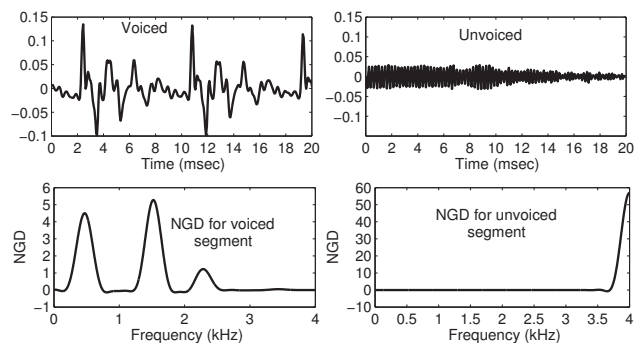 0.15
0.1
0.05
0
−0.05
−0.1
Voiced
0 2 4 6 8 10 12 14 16 18 20
Time (msec)
0.15
0.1
0.05
0
−0.05
−0.1
Unvoiced
0 2 4 6 8 10 12 14 16 18 20
Time (msec)
6
5
4
3
2
1
0
−1
NGD
NGD for voiced
segment
0 1 2 3 4
Frequency (kHz)
60
50
40
30
20
10
0
−10
NGD
NGD for unvoiced
segment
0 0.5 1 1.5 2 2.5 3 3.5 4
Frequency (kHz)